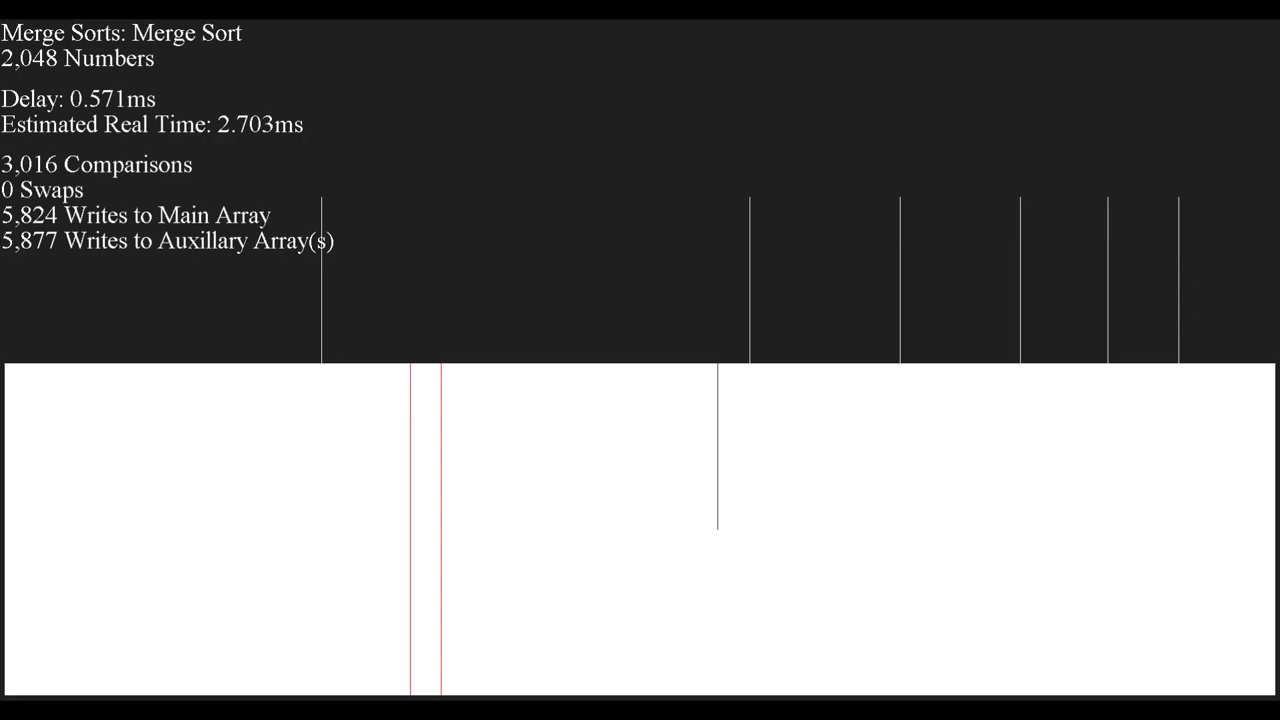 Merge Sorts: Merge Sort
2,048 Numbers
Delay: 0.571ms
Estimated Real Time: 2.703ms
3,016 Comparisons
0 Swaps
5,824 Writes to Main Array
5,877 Writes to Auxillary Array(s)